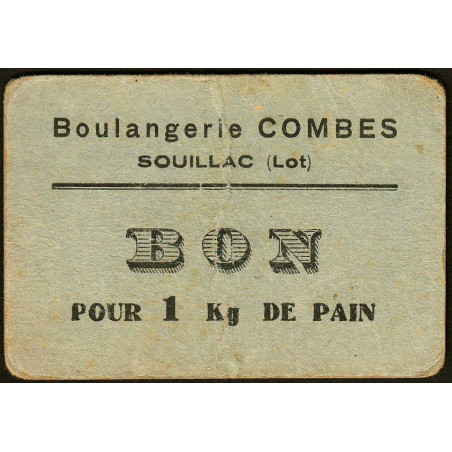 Boulangerie COMBES
SOUILLAC (Lot)
BON
POUR 1 Kg DE PAIN